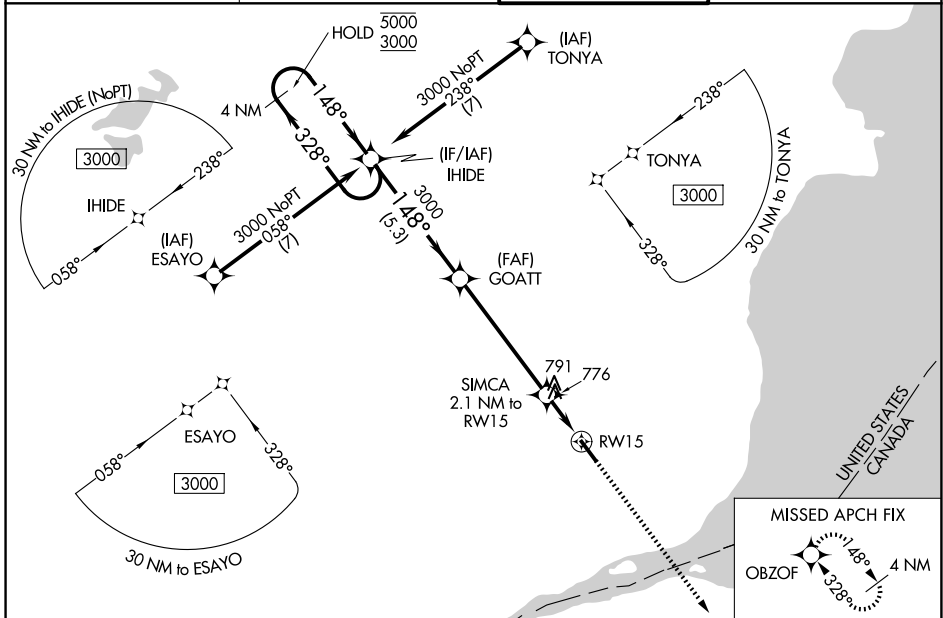 HOLD
5000
3000
(IAF)
TONYA
3000 NoPT
238°
(7)
4 NM
148°
328°
(IF/IAF)
IHIDE
30 NM to IHIDE (NoPT)
3000
238°
IHIDE
058°
3000 NoPT
058°
(7)
(IAF)
ESAYO
3000
148°
(5.3)
(FAF)
GOATT
238°
TONYA
3000
328°
30 NM to TONYA
791
776
SIMCA
2.1 NM to
RW15
RW15
ESAYO
058°
328°
3000
30 NM to ESAYO
UNITED STATES
CANADA
MISSED APCH FIX
OBZOF
148°
328°
4 NM